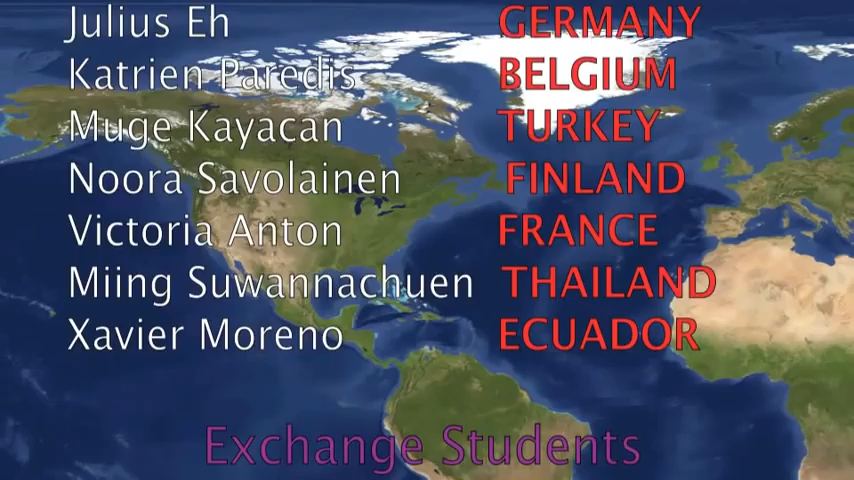 Julius Eh GERMANY
Katrien Paredis BELGIUM
Muge Kayacan TURKEY
Noora Savolainen FINLAND
Victoria Anton FRANCE
Miing Suwannachuen THAILAND
Xavier Moreno ECUADOR
Exchange Students